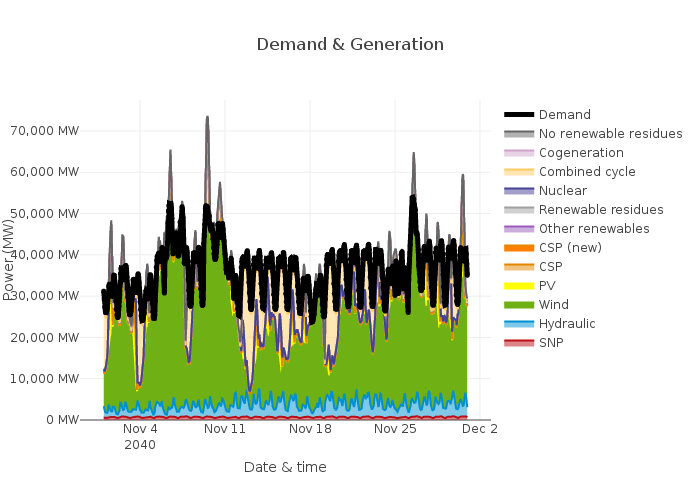 Demand & Generation
70,000 MW
60,000 MW
50,000 MW
40,000 MW
30,000 MW
20,000 MW
10,000 MW
0 MW
Power (MW)
Nov 4
2040
Nov 11
Nov 18
Nov 25
Dec 2
Date & time
Demand
No renewable residues
Cogeneration
Combined cycle
Nuclear
Renewable residues
Other renewables
CSP (new)
CSP
PV
Wind
Hydraulic
SNP